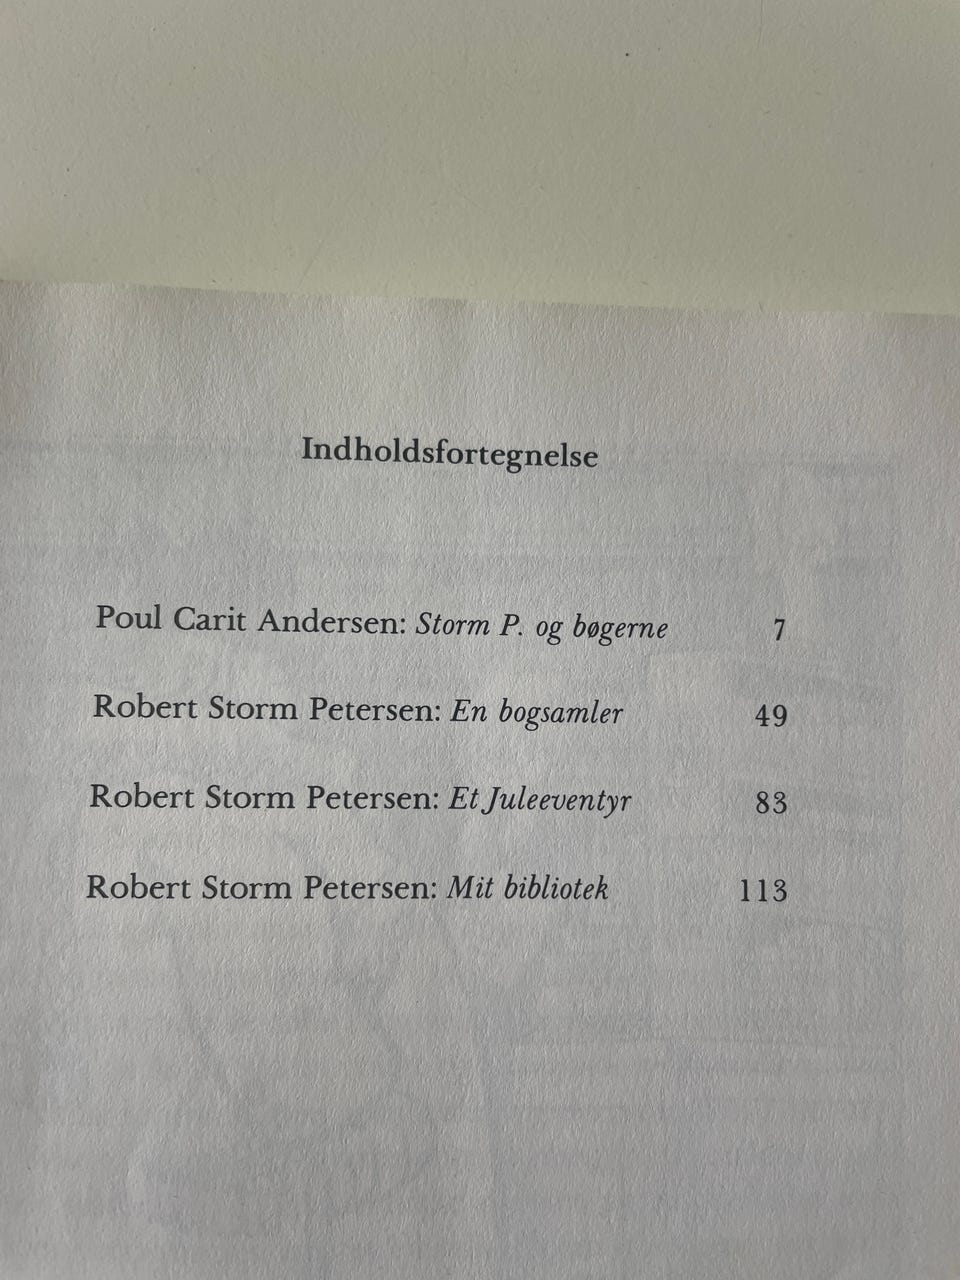 Indholdsfortegnelse
Poul Carit Andersen: Storm P. og bøgerne 7
Robert Storm Petersen: En bogsamler 49
Robert Storm Petersen: Et Juleeventyr 83
Robert Storm Petersen: Mit bibliotek 113